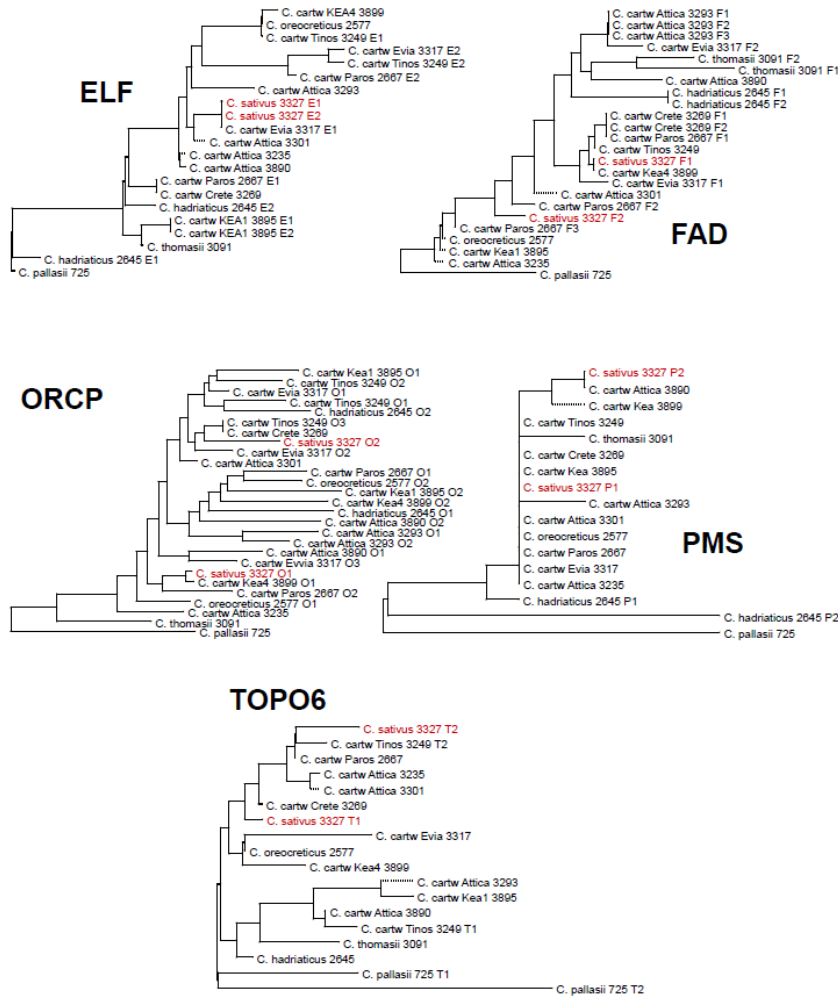 ELF
C. cartw KEA4 3899
C. oreocreticus 2577
C. cartw Tinos 3249 E1
C. cartw Evia 3317 E2
C. cartw Tinos 3249 E2
C. cartw Paros 2667 E2
C. cartw Attica 3293
C. sativus 3327 E1
C. sativus 3327 E2
C. cartw Evia 3317 E1
C. cartw Attica 3301
C. cartw Attica 3235
C. cartw Attica 3890
C. cartw Paros 2667 E1
C. cartw Crete 3269
C. hadriaticus 2645 E2
C. cartw KEA1 3895 E1
C. cartw KEA1 3895 E2
C. thomasii 3091
C. hadriaticus 2645 E1
C. pallasii 725
FAD
C. cartw Attica 3293 F1
C. cartw Attica 3293 F2
C. cartw Attica 3293 F3
C. cartw Evia 3317 F2
C. thomasii 3091 F2
C. thomasii 3091 F1
C. cartw Attica 3890
C. hadriaticus 2645 F1
C. hadriaticus 2645 F2
C. cartw Crete 3269 F1
C. cartw Crete 3269 F2
C. cartw Paros 2667 F1
C. cartw Tinos 3249
C. sativus 3327 F1
C. cartw Kea4 3899
C. cartw Evia 3317 F1
C. cartw Attica 3301
C. cartw Paros 2667 F2
C. sativus 3327 F2
C. cartw Paros 2667 F3
C. oreocreticus 2577
C. cartw Kea1 3895
C. cartw Attica 3235
C. pallasii 725
ORCP
C. cartw Kea1 3895 O1
C. cartw Tinos 3249 O2
C. cartw Evia 3317 O1
C. cartw Tinos 3249 O1
C. hadriaticus 2645 O2
C. cartw Tinos 3249 O3
C. cartw Crete 3269
C. sativus 3327 O2
C. cartw Evia 3317 O2
C. cartw Attica 3301
C. cartw Paros 2667 O1
C. oreocreticus 2577 O2
C. cartw Kea1 3895 O2
C. cartw Kea4 3899 O2
C. hadriaticus 2645 O1
C. cartw Attica 3890 O2
C. cartw Attica 3293 O1
C. cartw Attica 3293 O2
C. cartw Attica 3890 O1
C. cartw Evvia 3317 O3
C. sativus 3327 O1
C. cartw Kea4 3899 O1
C. cartw Paros 2667 O2
C. oreocreticus 2577 O1
C. cartw Attica 3235
C. thomasii 3091
C. pallasii 725
PMS
C. sativus 3327 P2
C. cartw Attica 3890
C. cartw Kea 3899
C. cartw Tinos 3249
C. thomasii 3091
C. cartw Crete 3269
C. cartw Kea 3895
C. sativus 3327 P1
C. cartw Attica 3293
C. cartw Attica 3301
C. oreocreticus 2577
C. cartw Paros 2667
C. cartw Evia 3317
C. cartw Attica 3235
C. hadriaticus 2645 P1
C. hadriaticus 2645 P2
C. pallasii 725
TOPO6
C. sativus 3327 T2
C. cartw Tinos 3249 T2
C. cartw Paros 2667
C. cartw Attica 3235
C. cartw Attica 3301
C. cartw Crete 3269
C. sativus 3327 T1
C. cartw Evia 3317
C. oreocreticus 2577
C. cartw Kea4 3899
C. cartw Attica 3293
C. cartw Kea1 3895
C. cartw Attica 3890
C. cartw Tinos 3249 T1
C. thomasii 3091
C. hadriaticus 2645
C. pallasii 725 T1
C. pallasii 725 T2